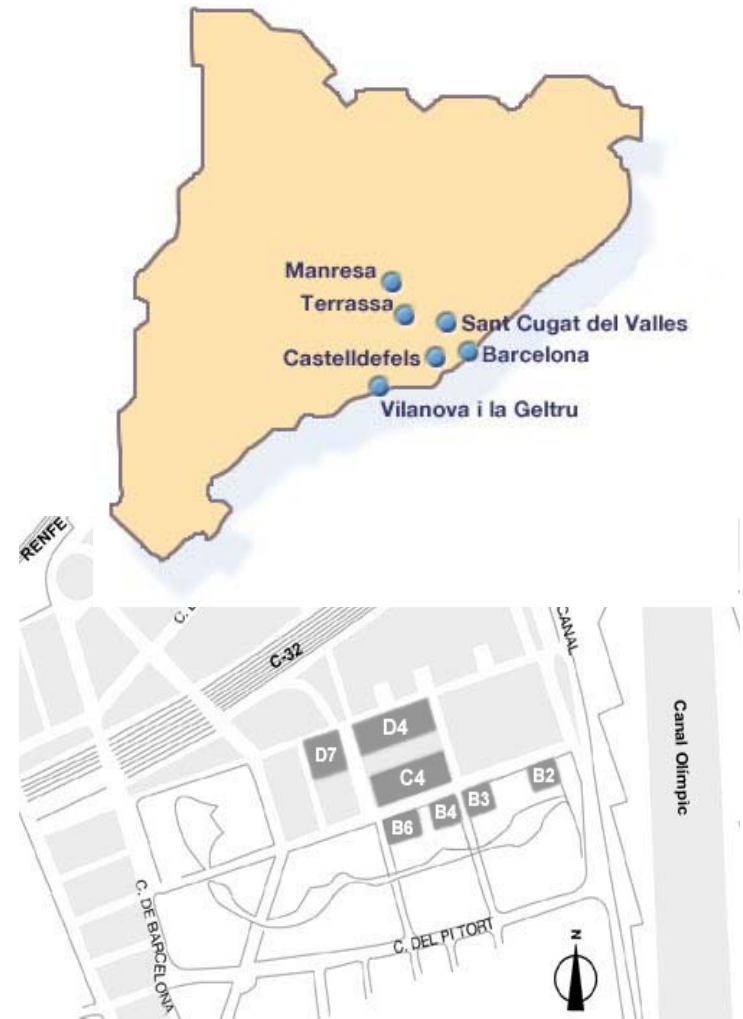 Manresa
Terrassa
Sant Cugat del Valles
Castelldefels
Barcelona
Vilanova i la Geltru
RENFE
CANAL
C-32
D4
D7
C4
B2
B3
B4
B6
Canal Olímpic
C. DE BARCELONA
C. DEL PI TORT
N